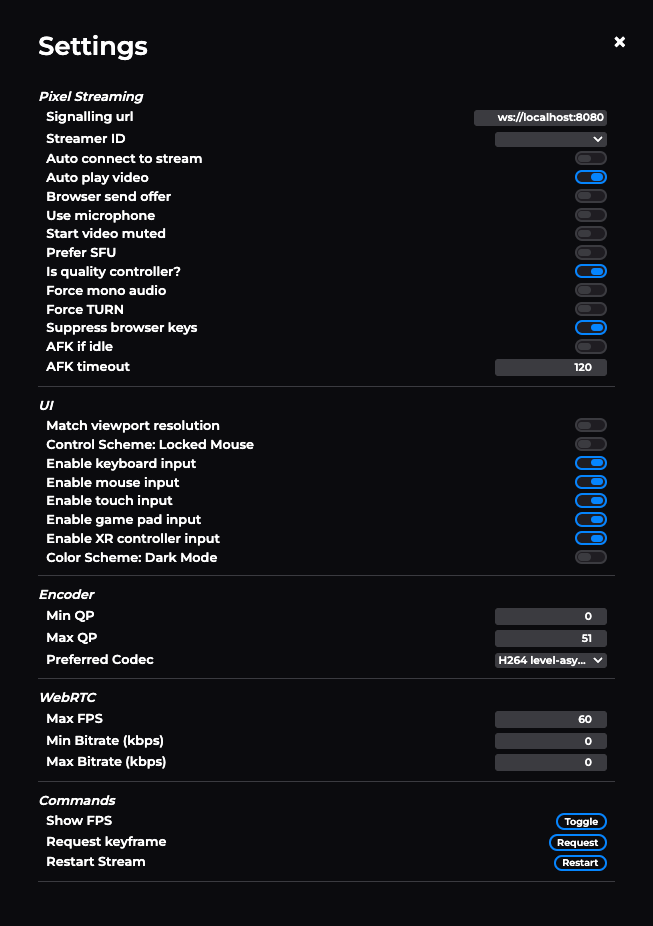 Settings
Pixel Streaming
Signalling url ws://localhost:8080
Streamer ID
Auto connect to stream
Auto play video
Browser send offer
Use microphone
Start video muted
Prefer SFU
Is quality controller?
Force mono audio
Force TURN
Suppress browser keys
AFK if idle
AFK timeout 120
UI
Match viewport resolution
Control Scheme: Locked Mouse
Enable keyboard input
Enable mouse input
Enable touch input
Enable game pad input
Enable XR controller input
Color Scheme: Dark Mode
Encoder
Min QP 0
Max QP 51
Preferred Codec H264 level-asy...
WebRTC
Max FPS 60
Min Bitrate (kbps) 0
Max Bitrate (kbps) 0
Commands
Show FPS Toggle
Request keyframe Request
Restart Stream Restart